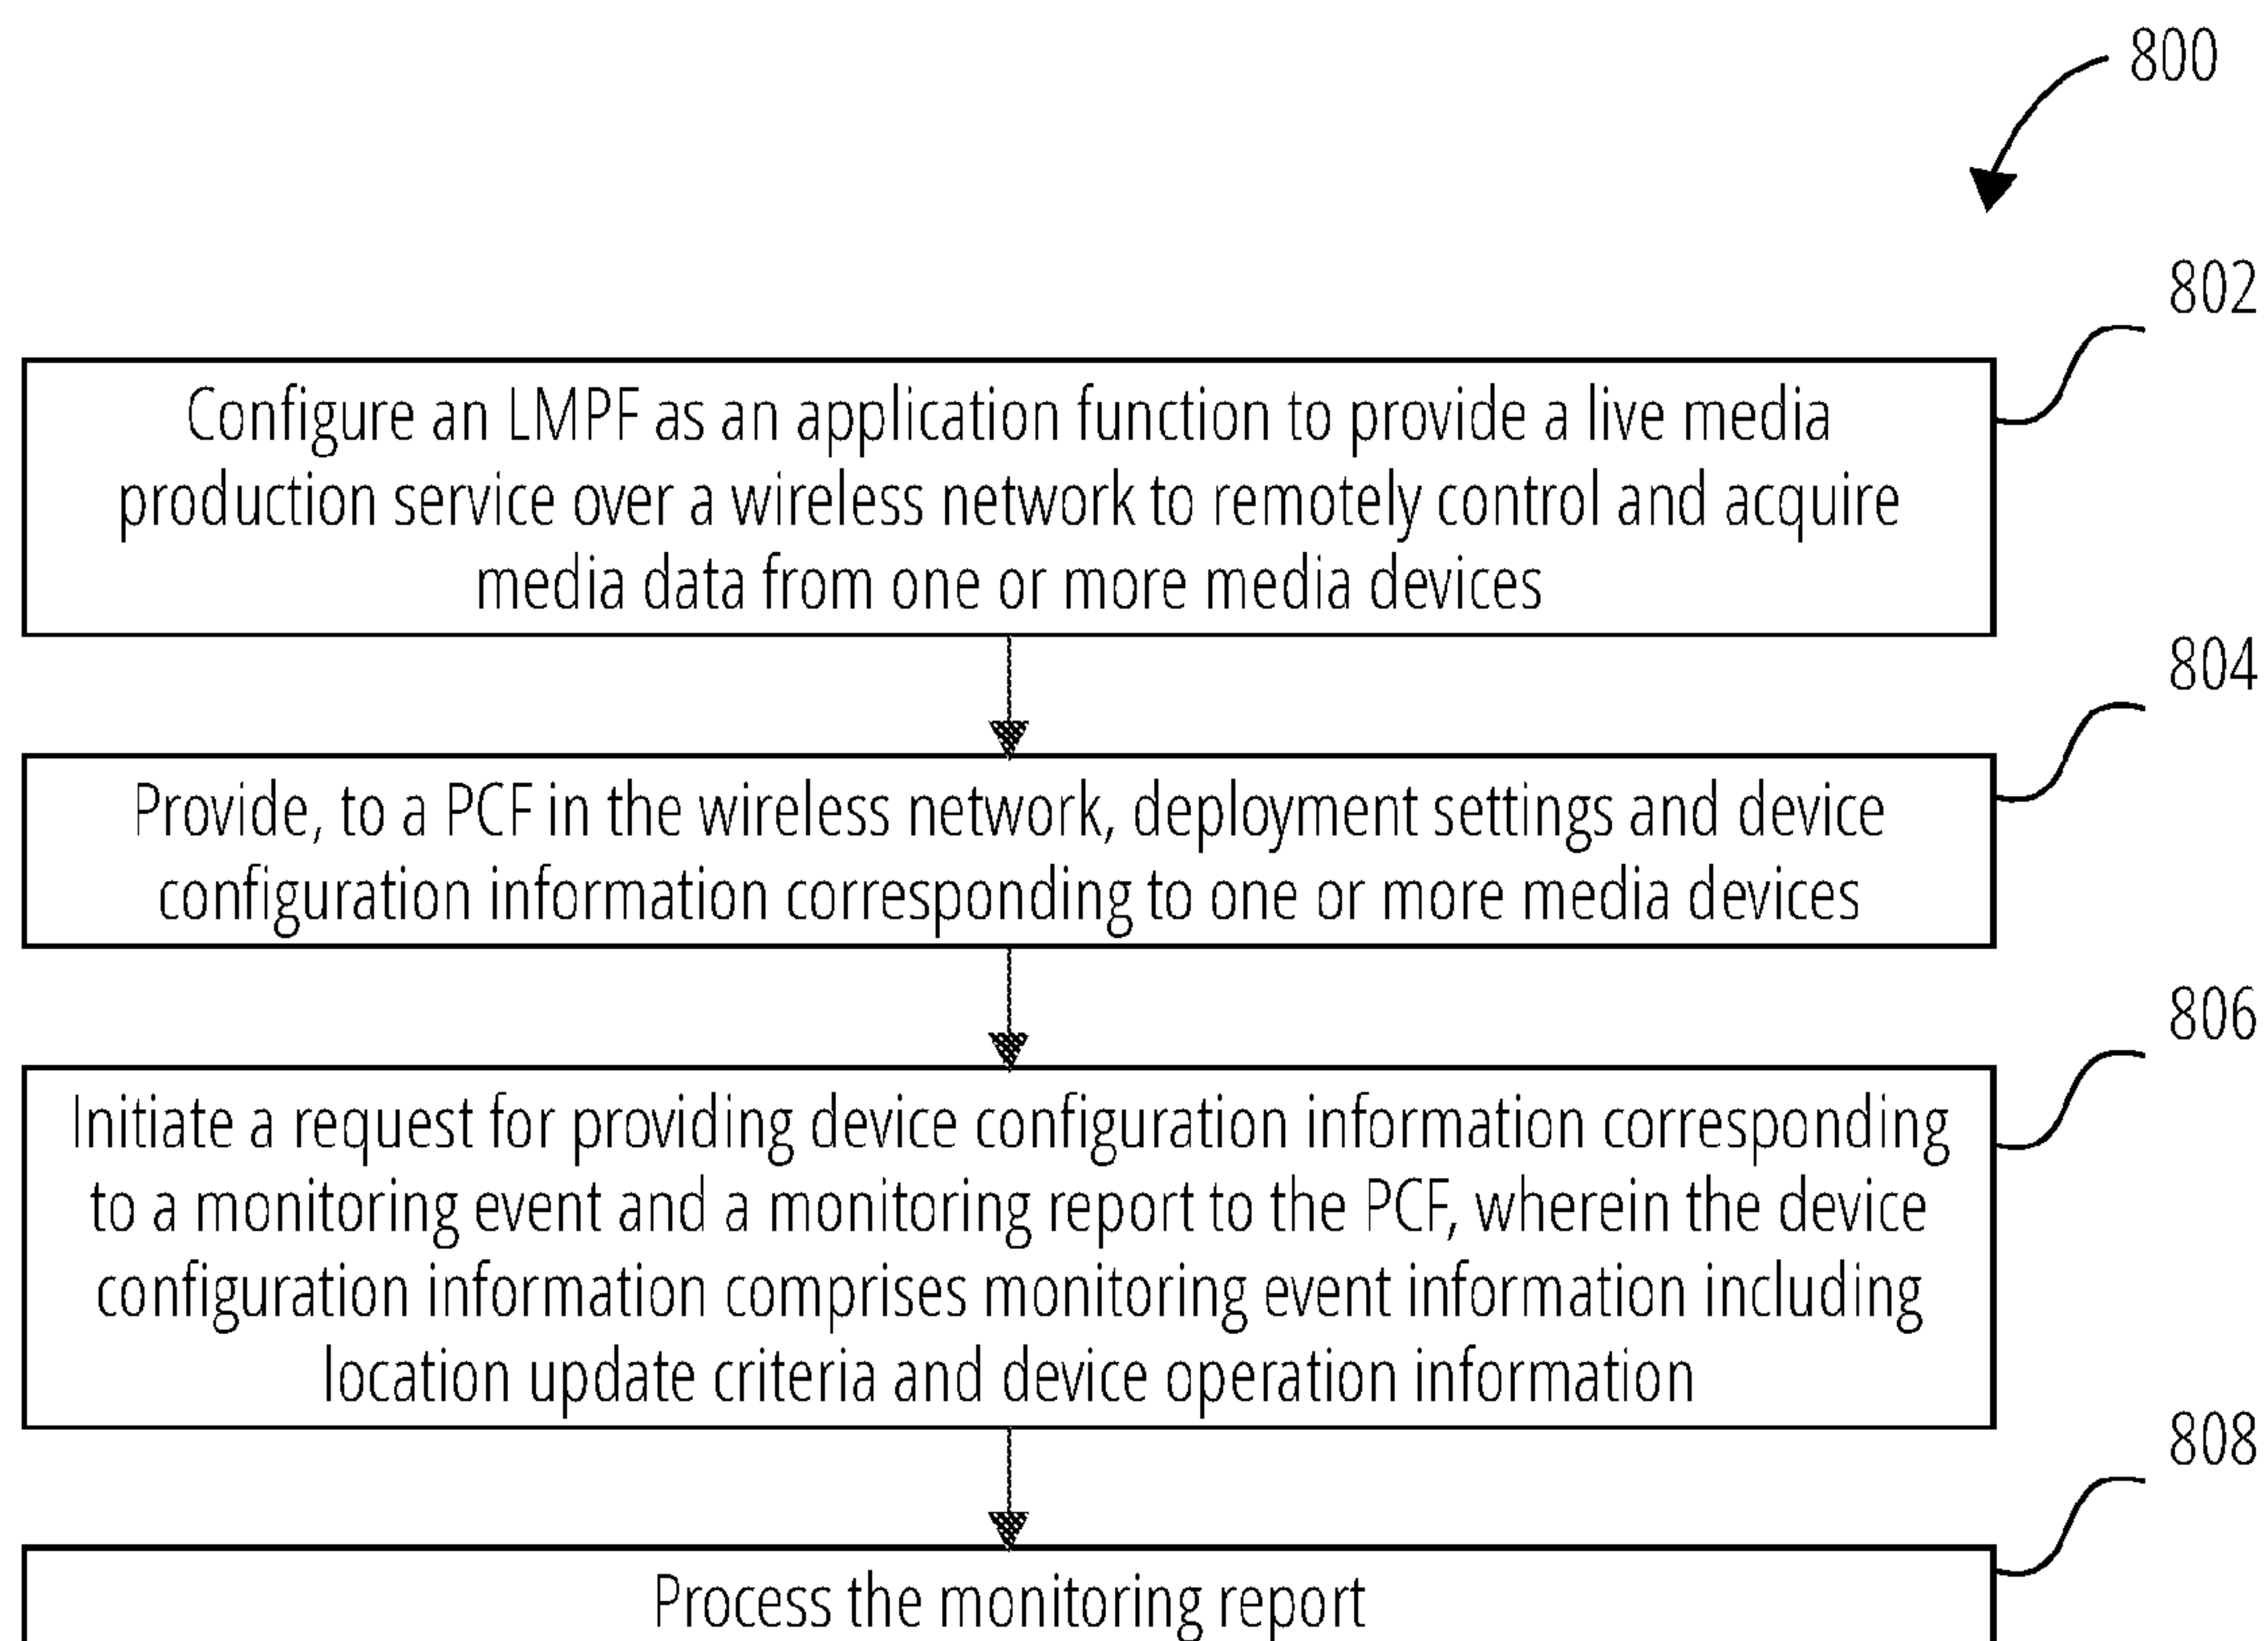 800
802
Configure an LMPF as an application function to provide a live media
production service over a wireless network to remotely control and acquire
media data from one or more media devices
804
Provide, to a PCF in the wireless network, deployment settings and device
configuration information corresponding to one or more media devices
806
Initiate a request for providing device configuration information corresponding
to a monitoring event and a monitoring report to the PCF, wherein the device
configuration information comprises monitoring event information including
location update criteria and device operation information
808
Process the monitoring report